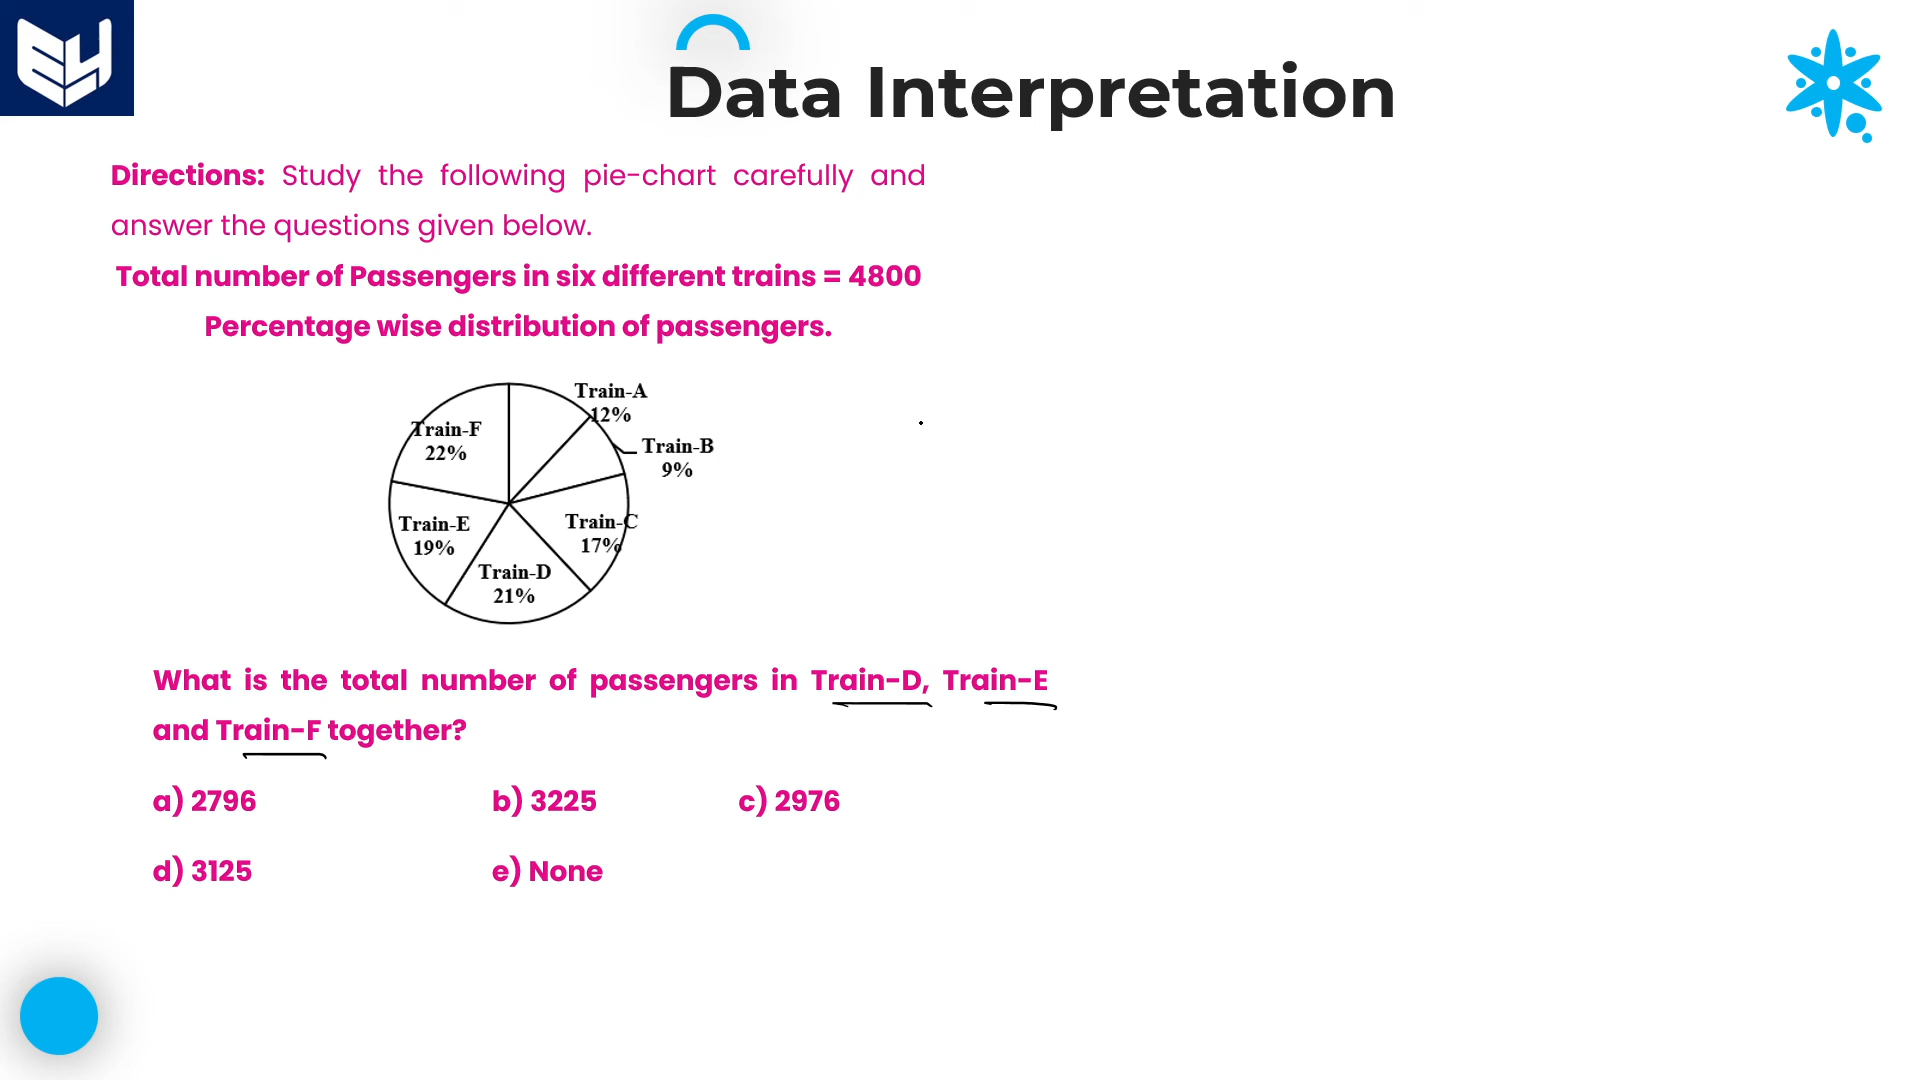 Data Interpretation
Directions: Study the following pie-chart carefully and
answer the questions given below.
Total number of Passengers in six different trains = 4800
Percentage wise distribution of passengers.
Train-A
12%
Train-B
9%
Train-C
17%
Train-D
21%
Train-E
19%
Train-F
22%
What is the total number of passengers in Train-D, Train-E
and Train-F together?
a) 2796 b) 3225 c) 2976
d) 3125 e) None